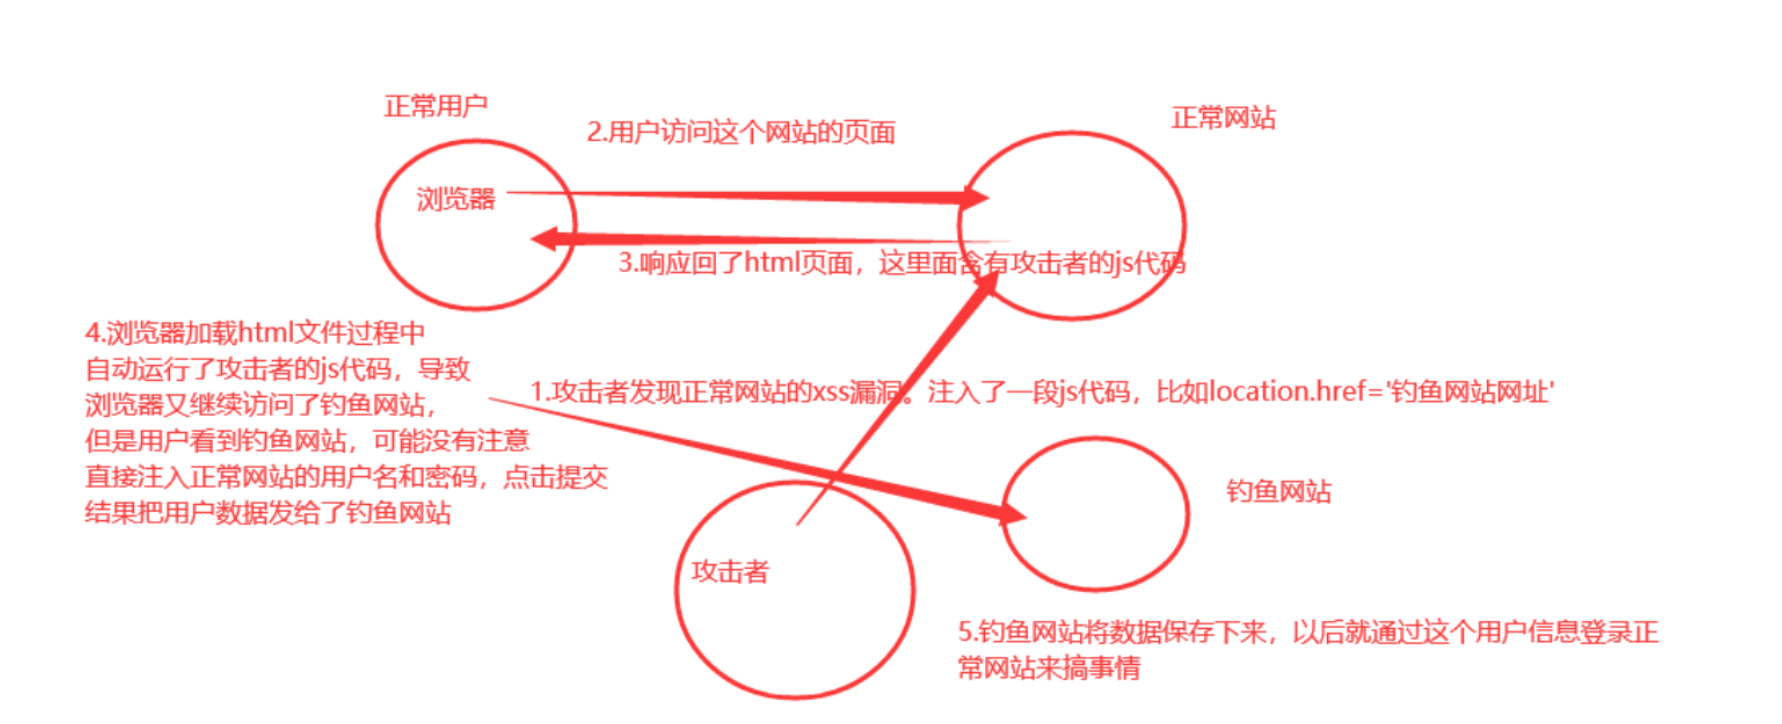 正常用户
正常网站
2.用户访问这个网站的页面
浏览器
3.响应回了html页面，这里面含有攻击者的js代码
4.浏览器加载html文件过程中
自动运行了攻击者的js代码，导致
浏览器又继续访问了钓鱼网站，
但是用户看到钓鱼网站，可能没有注意
直接注入正常网站的用户名和密码，点击提交
结果把用户数据发给了钓鱼网站
1.攻击者发现正常网站的xss漏洞。注入了一段js代码，比如location.href='钓鱼网站网址'
钓鱼网站
攻击者
5.钓鱼网站将数据保存下来，以后就通过这个用户信息登录正
常网站来搞事情